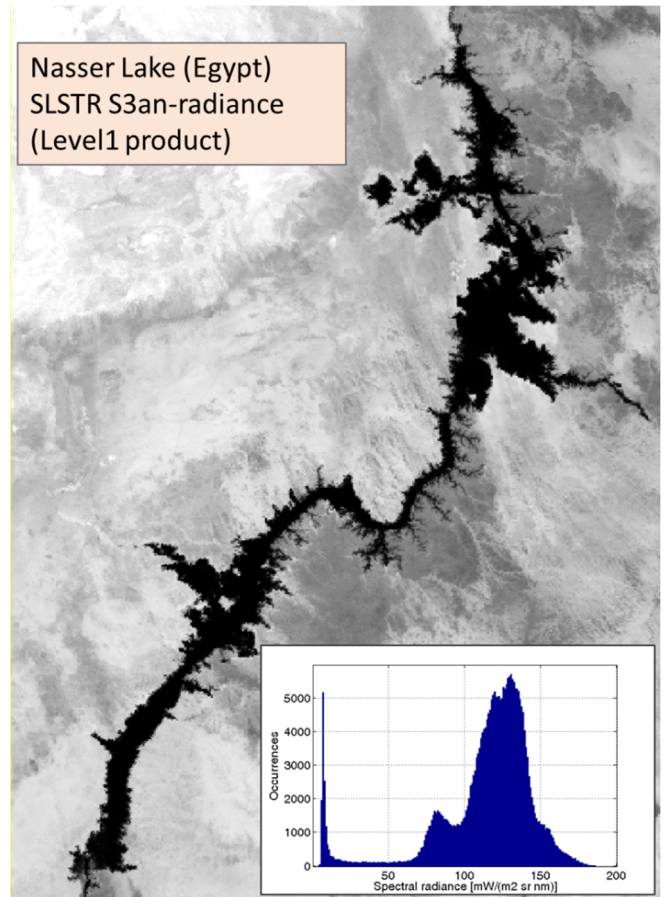 Nasser Lake (Egypt)
SLSTR S3an-radiance
(Level1 product)
5000
4000
3000
2000
1000
0
Occurrences
50
100
150
200
Spectral radiance [mW/(m2 sr nm)]